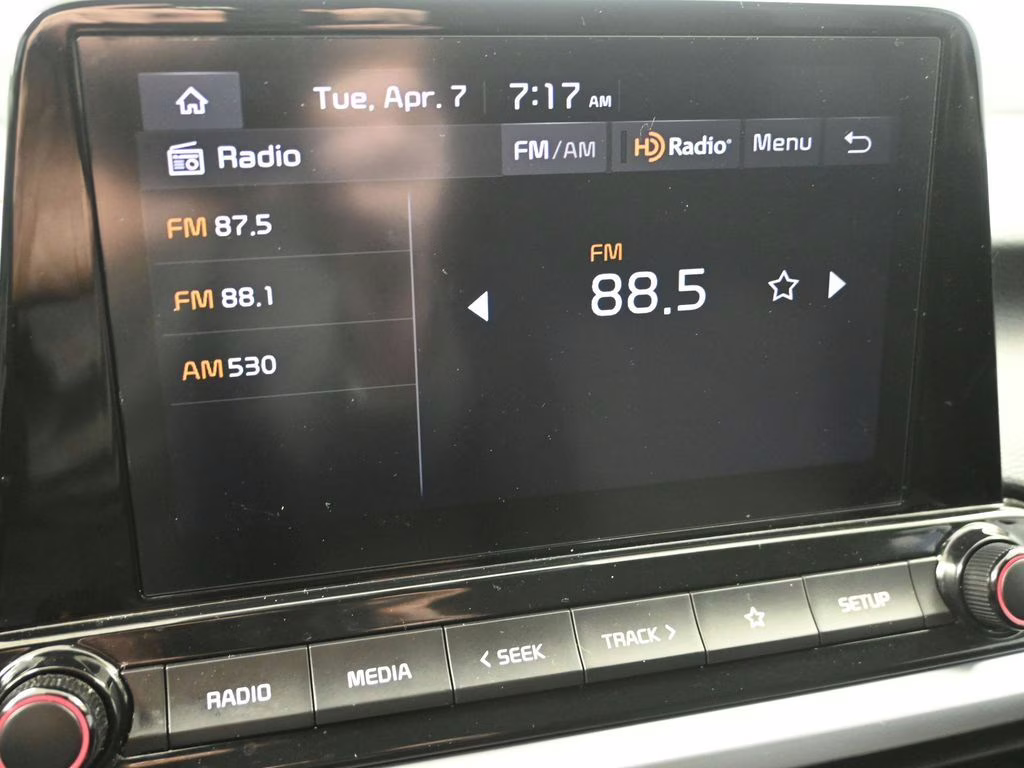 Tue, Apr. 7 7:17 AM
Radio FM/AM HD Radio® Menu
FM 87.5
FM 88.1
AM 530
FM
88.5
RADIO MEDIA < SEEK TRACK > SETUP